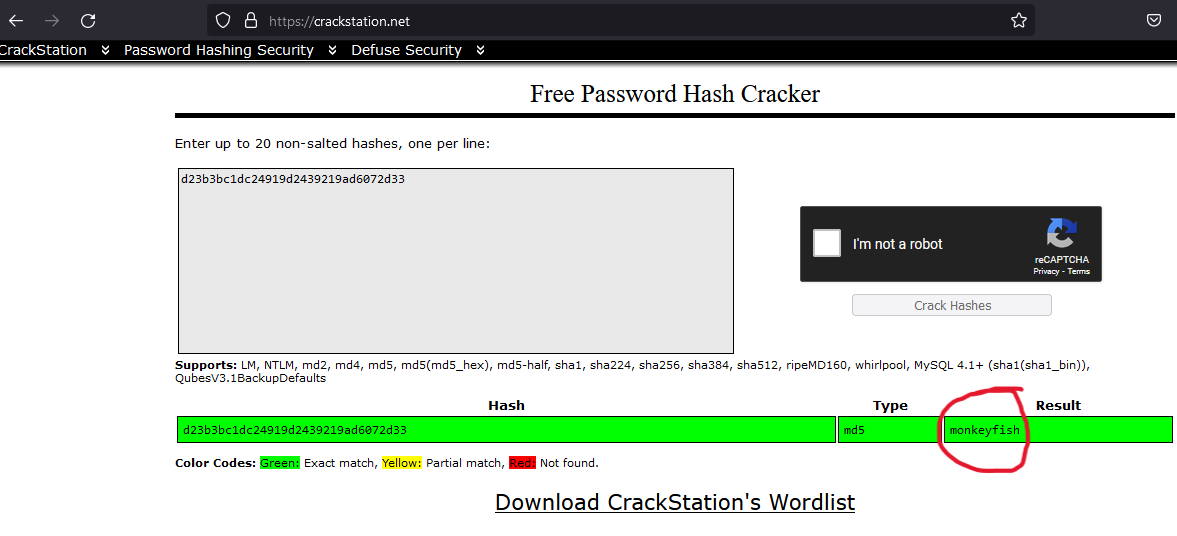 https://crackstation.net
CrackStation Password Hashing Security Defuse Security
Free Password Hash Cracker
Enter up to 20 non-salted hashes, one per line:
d23b3bc1dc24919d2439219ad6072d33
I'm not a robot
reCAPTCHA
Privacy - Terms
Crack Hashes
Supports: LM, NTLM, md2, md4, md5, md5(md5_hex), md5-half, sha1, sha224, sha256, sha384, sha512, ripeMD160, whirlpool, MySQL 4.1+ (sha1(sha1_bin)),
QubesV3.1BackupDefaults
Hash Type Result
d23b3bc1dc24919d2439219ad6072d33 md5 monkeyfish
Color Codes: Green: Exact match, Yellow: Partial match, Red: Not found.
Download CrackStation's Wordlist